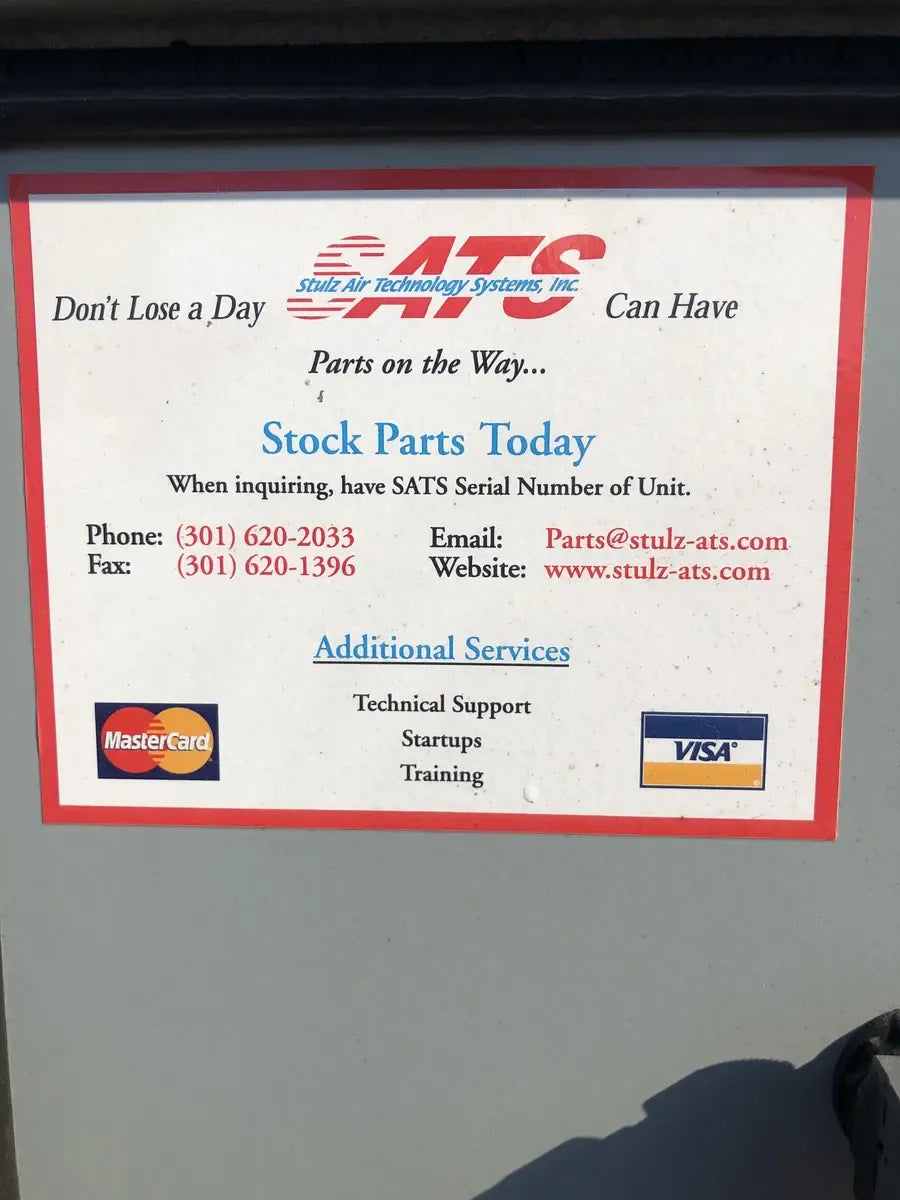 Don't Lose a Day SATS Can Have
Stulz Air Technology Systems, Inc.
Parts on the Way...
Stock Parts Today
When inquiring, have SATS Serial Number of Unit.
Phone: (301) 620-2033 Email: Parts@stulz-ats.com
Fax: (301) 620-1396 Website: www.stulz-ats.com
Additional Services
Technical Support
Startups
Training
MasterCard
VISA